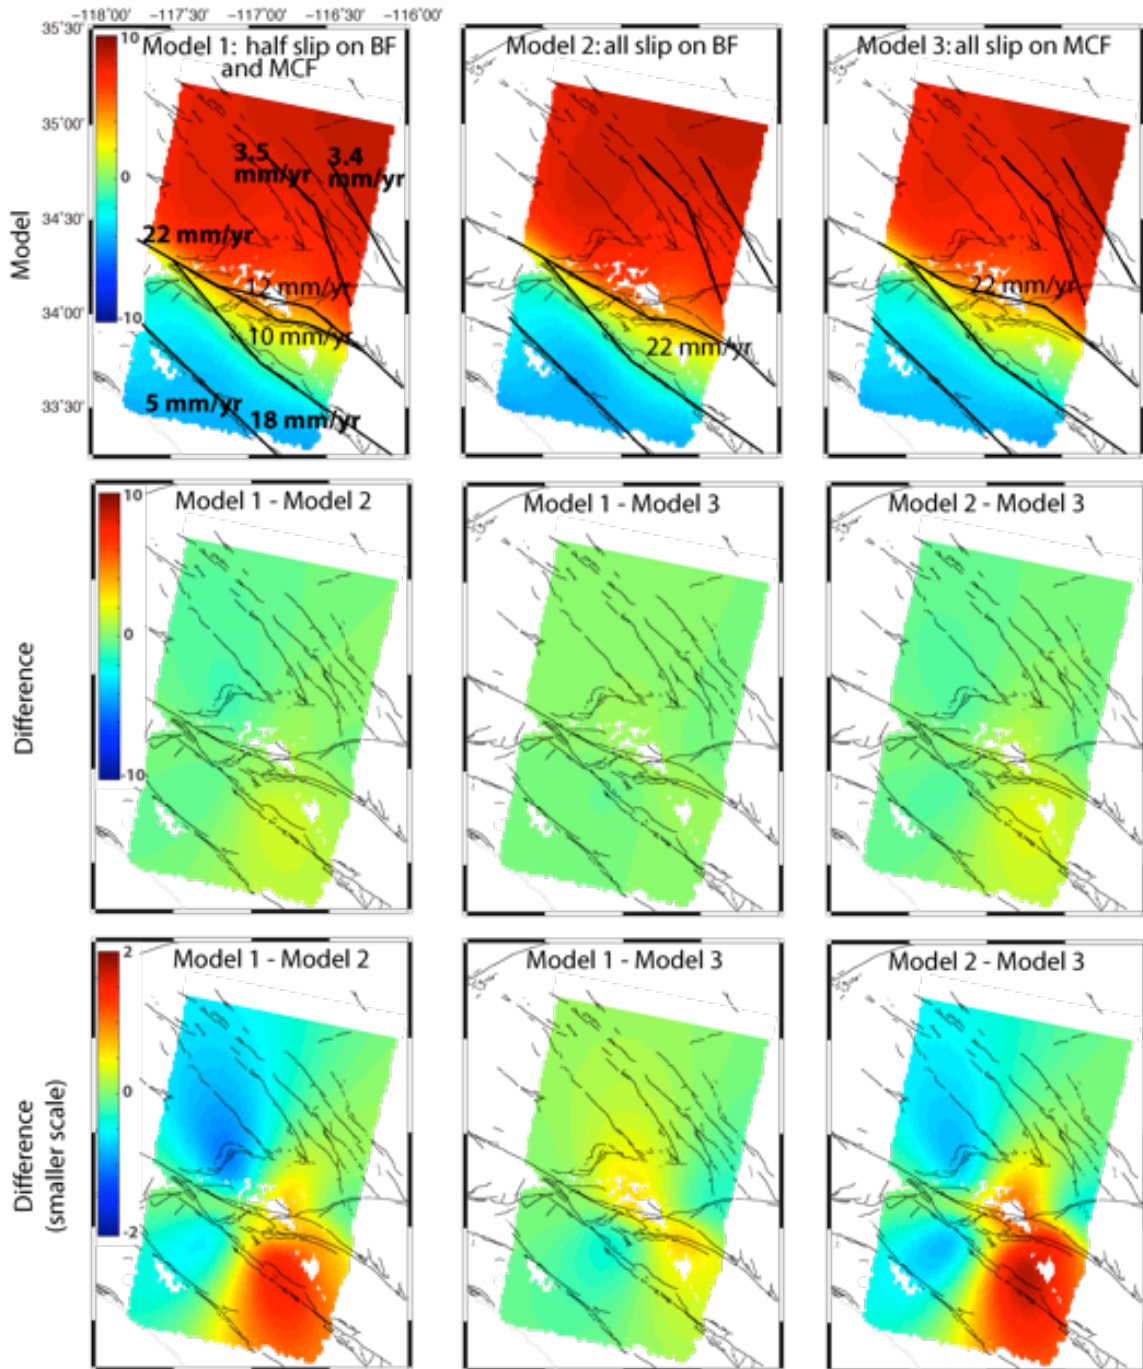 −118˚00' −117˚30' −117˚00' −116˚30' −116˚00'
35˚30'
35˚00'
34˚30'
34˚00'
33˚30'
Model
10
0
-10
Model 1: half slip on BF
and MCF
3.5
mm/yr
3.4
mm/yr
22 mm/yr
12 mm/yr
10 mm/yr
5 mm/yr
18 mm/yr
Model 2: all slip on BF
22 mm/yr
Model 3: all slip on MCF
22 mm/yr
Difference
10
0
-10
Model 1 - Model 2
Model 1 - Model 3
Model 2 - Model 3
Difference
(smaller scale)
2
0
-2
Model 1 - Model 2
Model 1 - Model 3
Model 2 - Model 3